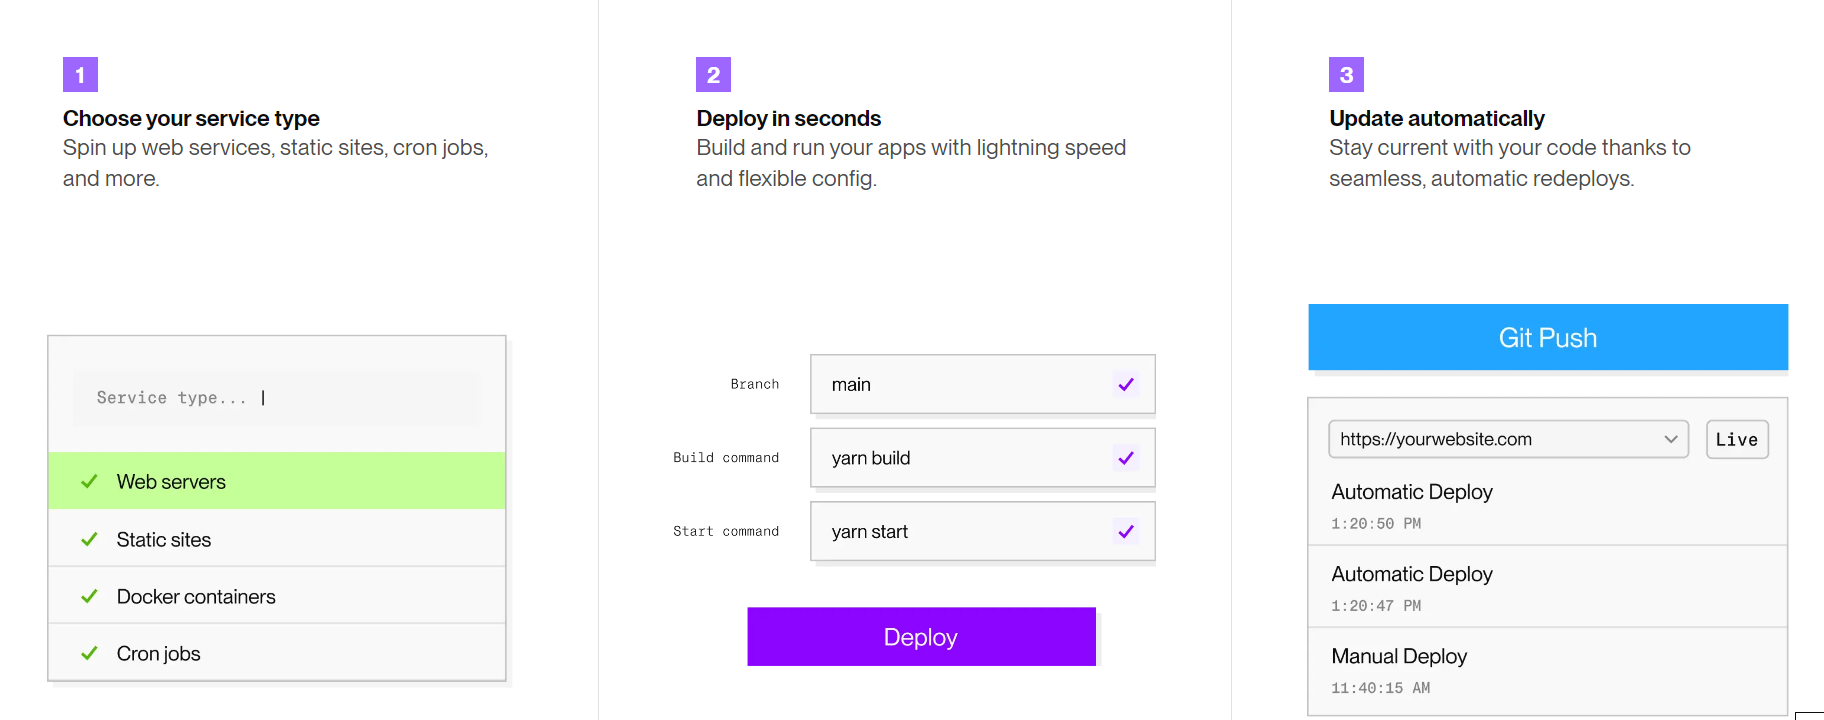 1
Choose your service type
Spin up web services, static sites, cron jobs,
and more.
Service type... |
Web servers
Static sites
Docker containers
Cron jobs
2
Deploy in seconds
Build and run your apps with lightning speed
and flexible config.
Branch main
Build command yarn build
Start command yarn start
Deploy
3
Update automatically
Stay current with your code thanks to
seamless, automatic redeploys.
Git Push
https://yourwebsite.com Live
Automatic Deploy
1:20:50 PM
Automatic Deploy
1:20:47 PM
Manual Deploy
11:40:15 AM